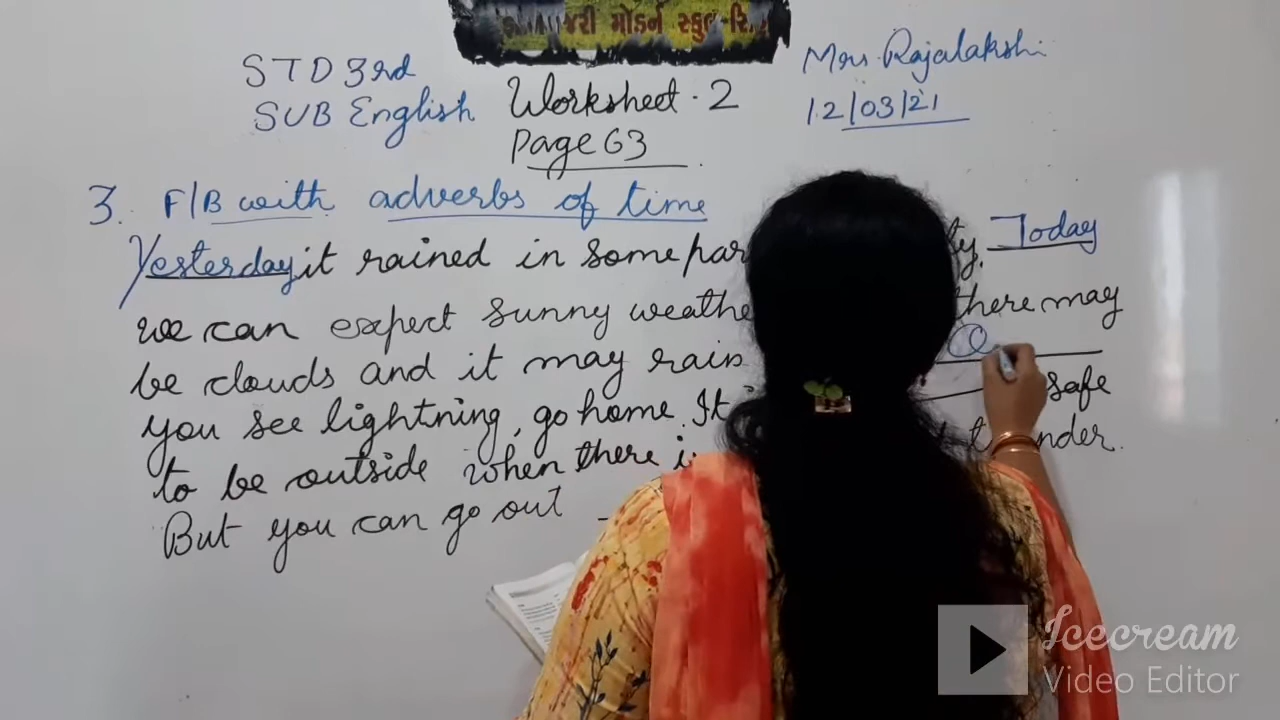 મોડર્ન સ્કુલ
STD 3rd
SUB English
Worksheet - 2
Page 63
Mrs. Rajalakshi
12/03/21
3. F/B with adverbs of time
Yesterday it rained in some par Today
we can expect sunny weathe there may
be clouds and it may rain
you see lightning, go home. It safe
to be outside when there nder.
But you can go out
Icecream
Video Editor